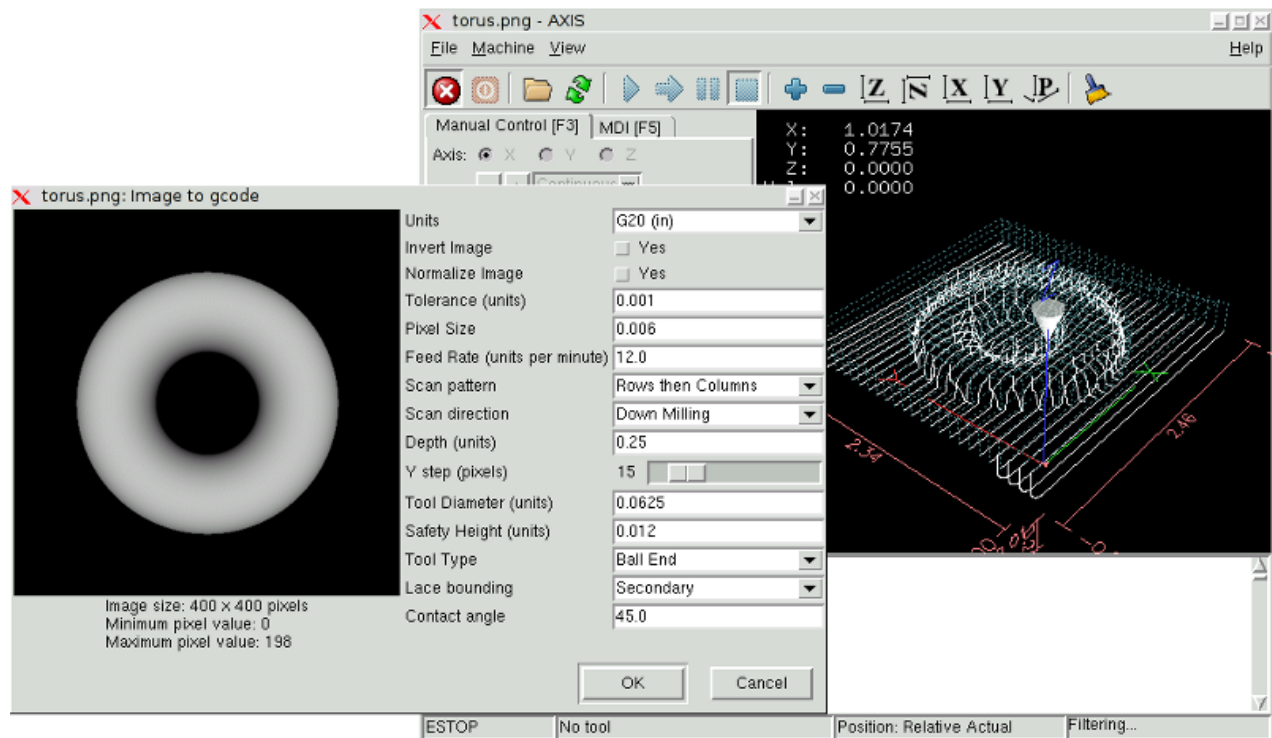 torus.png - AXIS
File Machine View Help
Z N X Y P
Manual Control [F3] MDI [F5]
Axis: X Y Z
Continuous
X: 1.0174
Y: 0.7755
Z: 0.0000
0.0000
2.34
2.46
torus.png: Image to gcode
Units G20 (in)
Invert Image Yes
Normalize Image Yes
Tolerance (units) 0.001
Pixel Size 0.006
Feed Rate (units per minute) 12.0
Scan pattern Rows then Columns
Scan direction Down Milling
Depth (units) 0.25
Y step (pixels) 15
Tool Diameter (units) 0.0625
Safety Height (units) 0.012
Tool Type Ball End
Lace bounding Secondary
Contact angle 45.0
Image size: 400 x 400 pixels
Minimum pixel value: 0
Maximum pixel value: 198
OK Cancel
ESTOP No tool Position: Relative Actual Filtering...